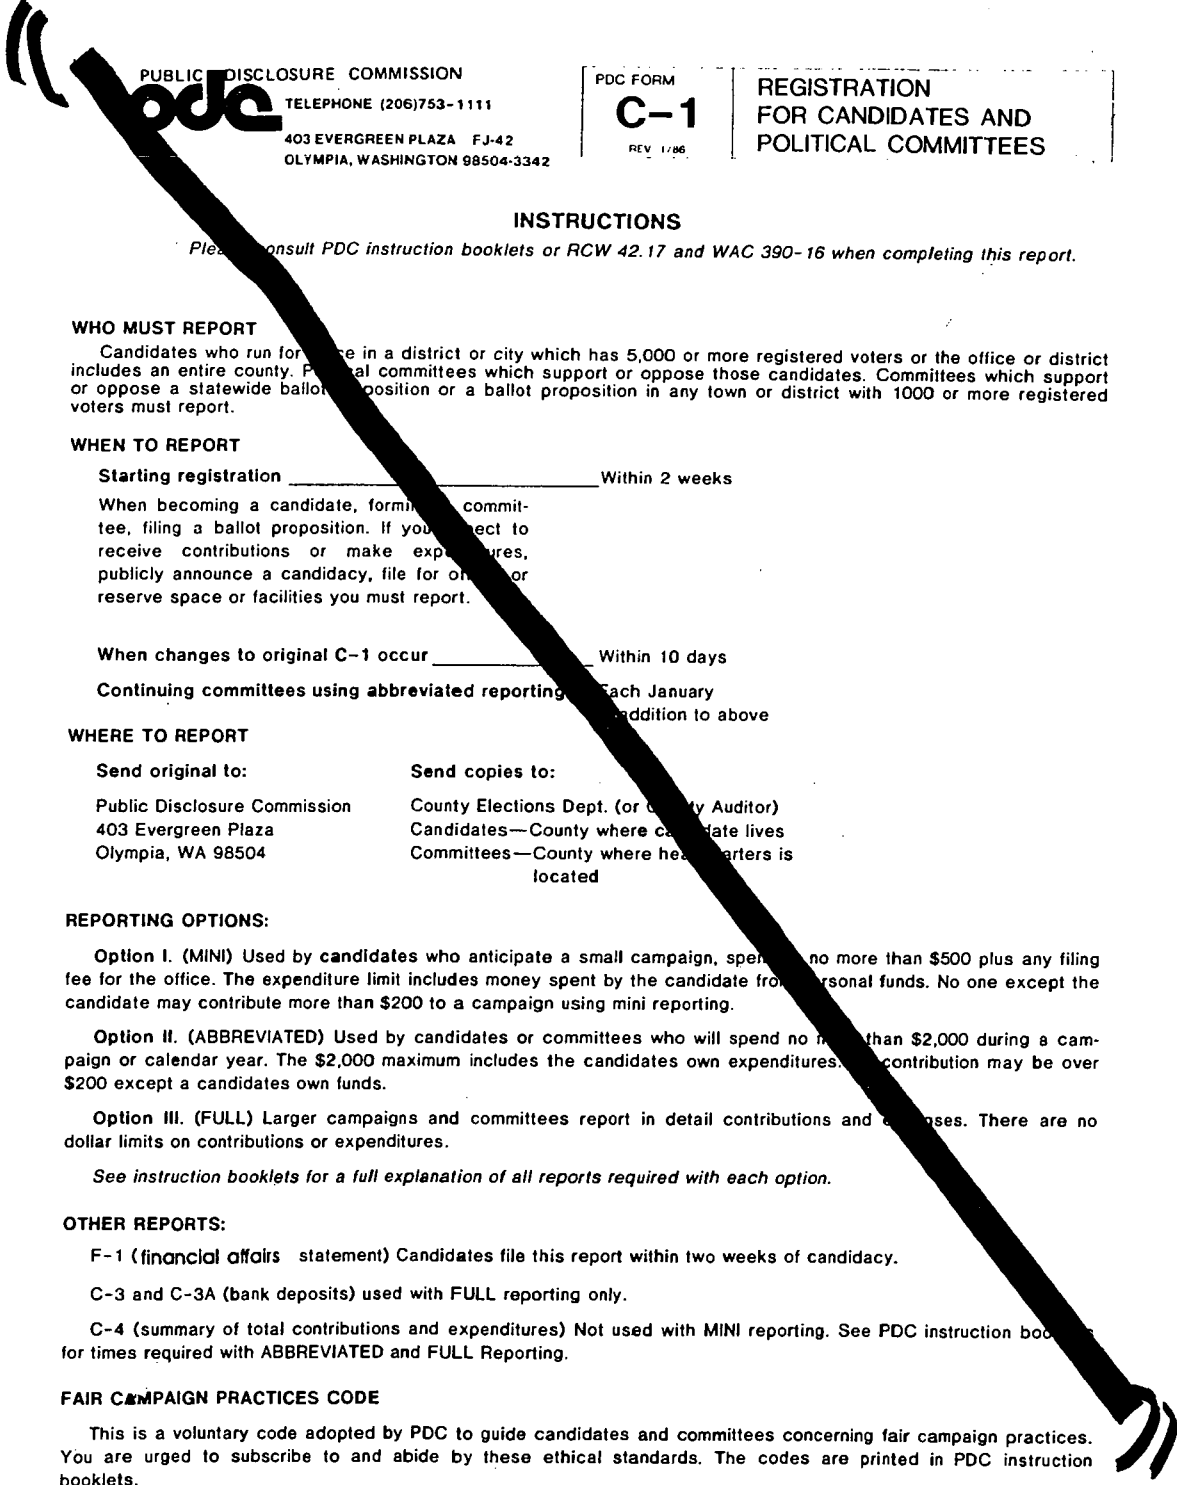 PUBLIC DISCLOSURE COMMISSION
pdc
TELEPHONE (206)753-1111
403 EVERGREEN PLAZA FJ-42
OLYMPIA, WASHINGTON 98504-3342
PDC FORM
C-1
REV 1/86
REGISTRATION
FOR CANDIDATES AND
POLITICAL COMMITTEES
INSTRUCTIONS
consult PDC instruction booklets or RCW 42.17 and WAC 390-16 when completing this report.
WHO MUST REPORT
Candidates who run for in a district or city which has 5,000 or more registered voters or the office or district
includes an entire county. committees which support or oppose those candidates. Committees which support
or oppose a statewide ballot or a ballot proposition in any town or district with 1000 or more registered
voters must report.
WHEN TO REPORT
Starting registration Within 2 weeks
When becoming a candidate, commit-
tee, filing a ballot proposition. If you to
receive contributions or make
publicly announce a candidacy, file for or
reserve space or facilities you must report.
When changes to original C-1 occur Within 10 days
Continuing committees using abbreviated reporting Each January
addition to above
WHERE TO REPORT
Send original to:
Public Disclosure Commission
403 Evergreen Plaza
Olympia, WA 98504
Send copies to:
County Elections Dept. (or Auditor)
Candidates—County where lives
Committees—County where is
located
REPORTING OPTIONS:
Option I. (MINI) Used by candidates who anticipate a small campaign, no more than $500 plus any filing
fee for the office. The expenditure limit includes money spent by the candidate from personal funds. No one except the
candidate may contribute more than $200 to a campaign using mini reporting.
Option II. (ABBREVIATED) Used by candidates or committees who will spend no than $2,000 during a cam-
paign or calendar year. The $2,000 maximum includes the candidates own expenditures. contribution may be over
$200 except a candidates own funds.
Option III. (FULL) Larger campaigns and committees report in detail contributions and There are no
dollar limits on contributions or expenditures.
See instruction booklets for a full explanation of all reports required with each option.
OTHER REPORTS:
F-1 (financial affairs statement) Candidates file this report within two weeks of candidacy.
C-3 and C-3A (bank deposits) used with FULL reporting only.
C-4 (summary of total contributions and expenditures) Not used with MINI reporting. See PDC instruction
for times required with ABBREVIATED and FULL Reporting.
FAIR CAMPAIGN PRACTICES CODE
This is a voluntary code adopted by PDC to guide candidates and committees concerning fair campaign practices.
You are urged to subscribe to and abide by these ethical standards. The codes are printed in PDC instruction
booklets.